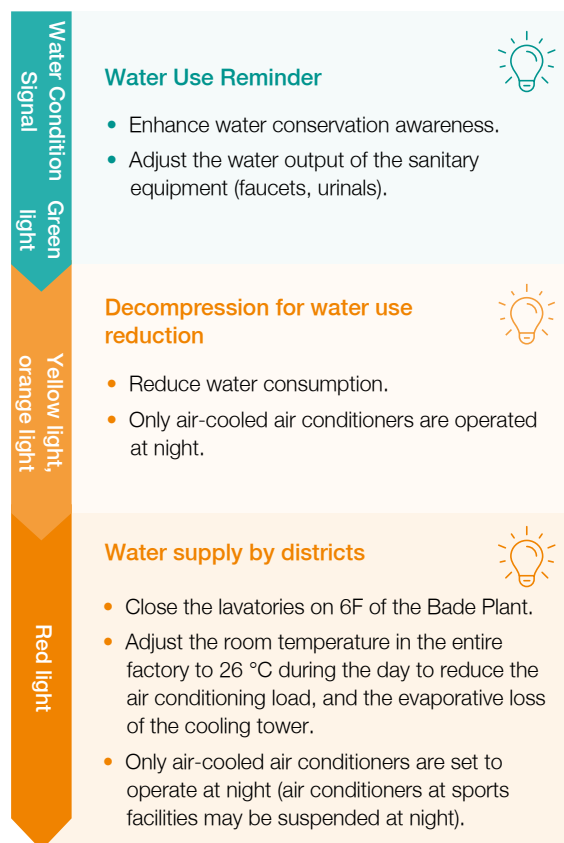 Water Condition
Signal
Green
light
Water Use Reminder
• Enhance water conservation awareness.
• Adjust the water output of the sanitary
equipment (faucets, urinals).
Yellow light,
orange light
Decompression for water use
reduction
• Reduce water consumption.
• Only air-cooled air conditioners are operated
at night.
Red light
Water supply by districts
• Close the lavatories on 6F of the Bade Plant.
• Adjust the room temperature in the entire
factory to 26 °C during the day to reduce the
air conditioning load, and the evaporative loss
of the cooling tower.
• Only air-cooled air conditioners are set to
operate at night (air conditioners at sports
facilities may be suspended at night).